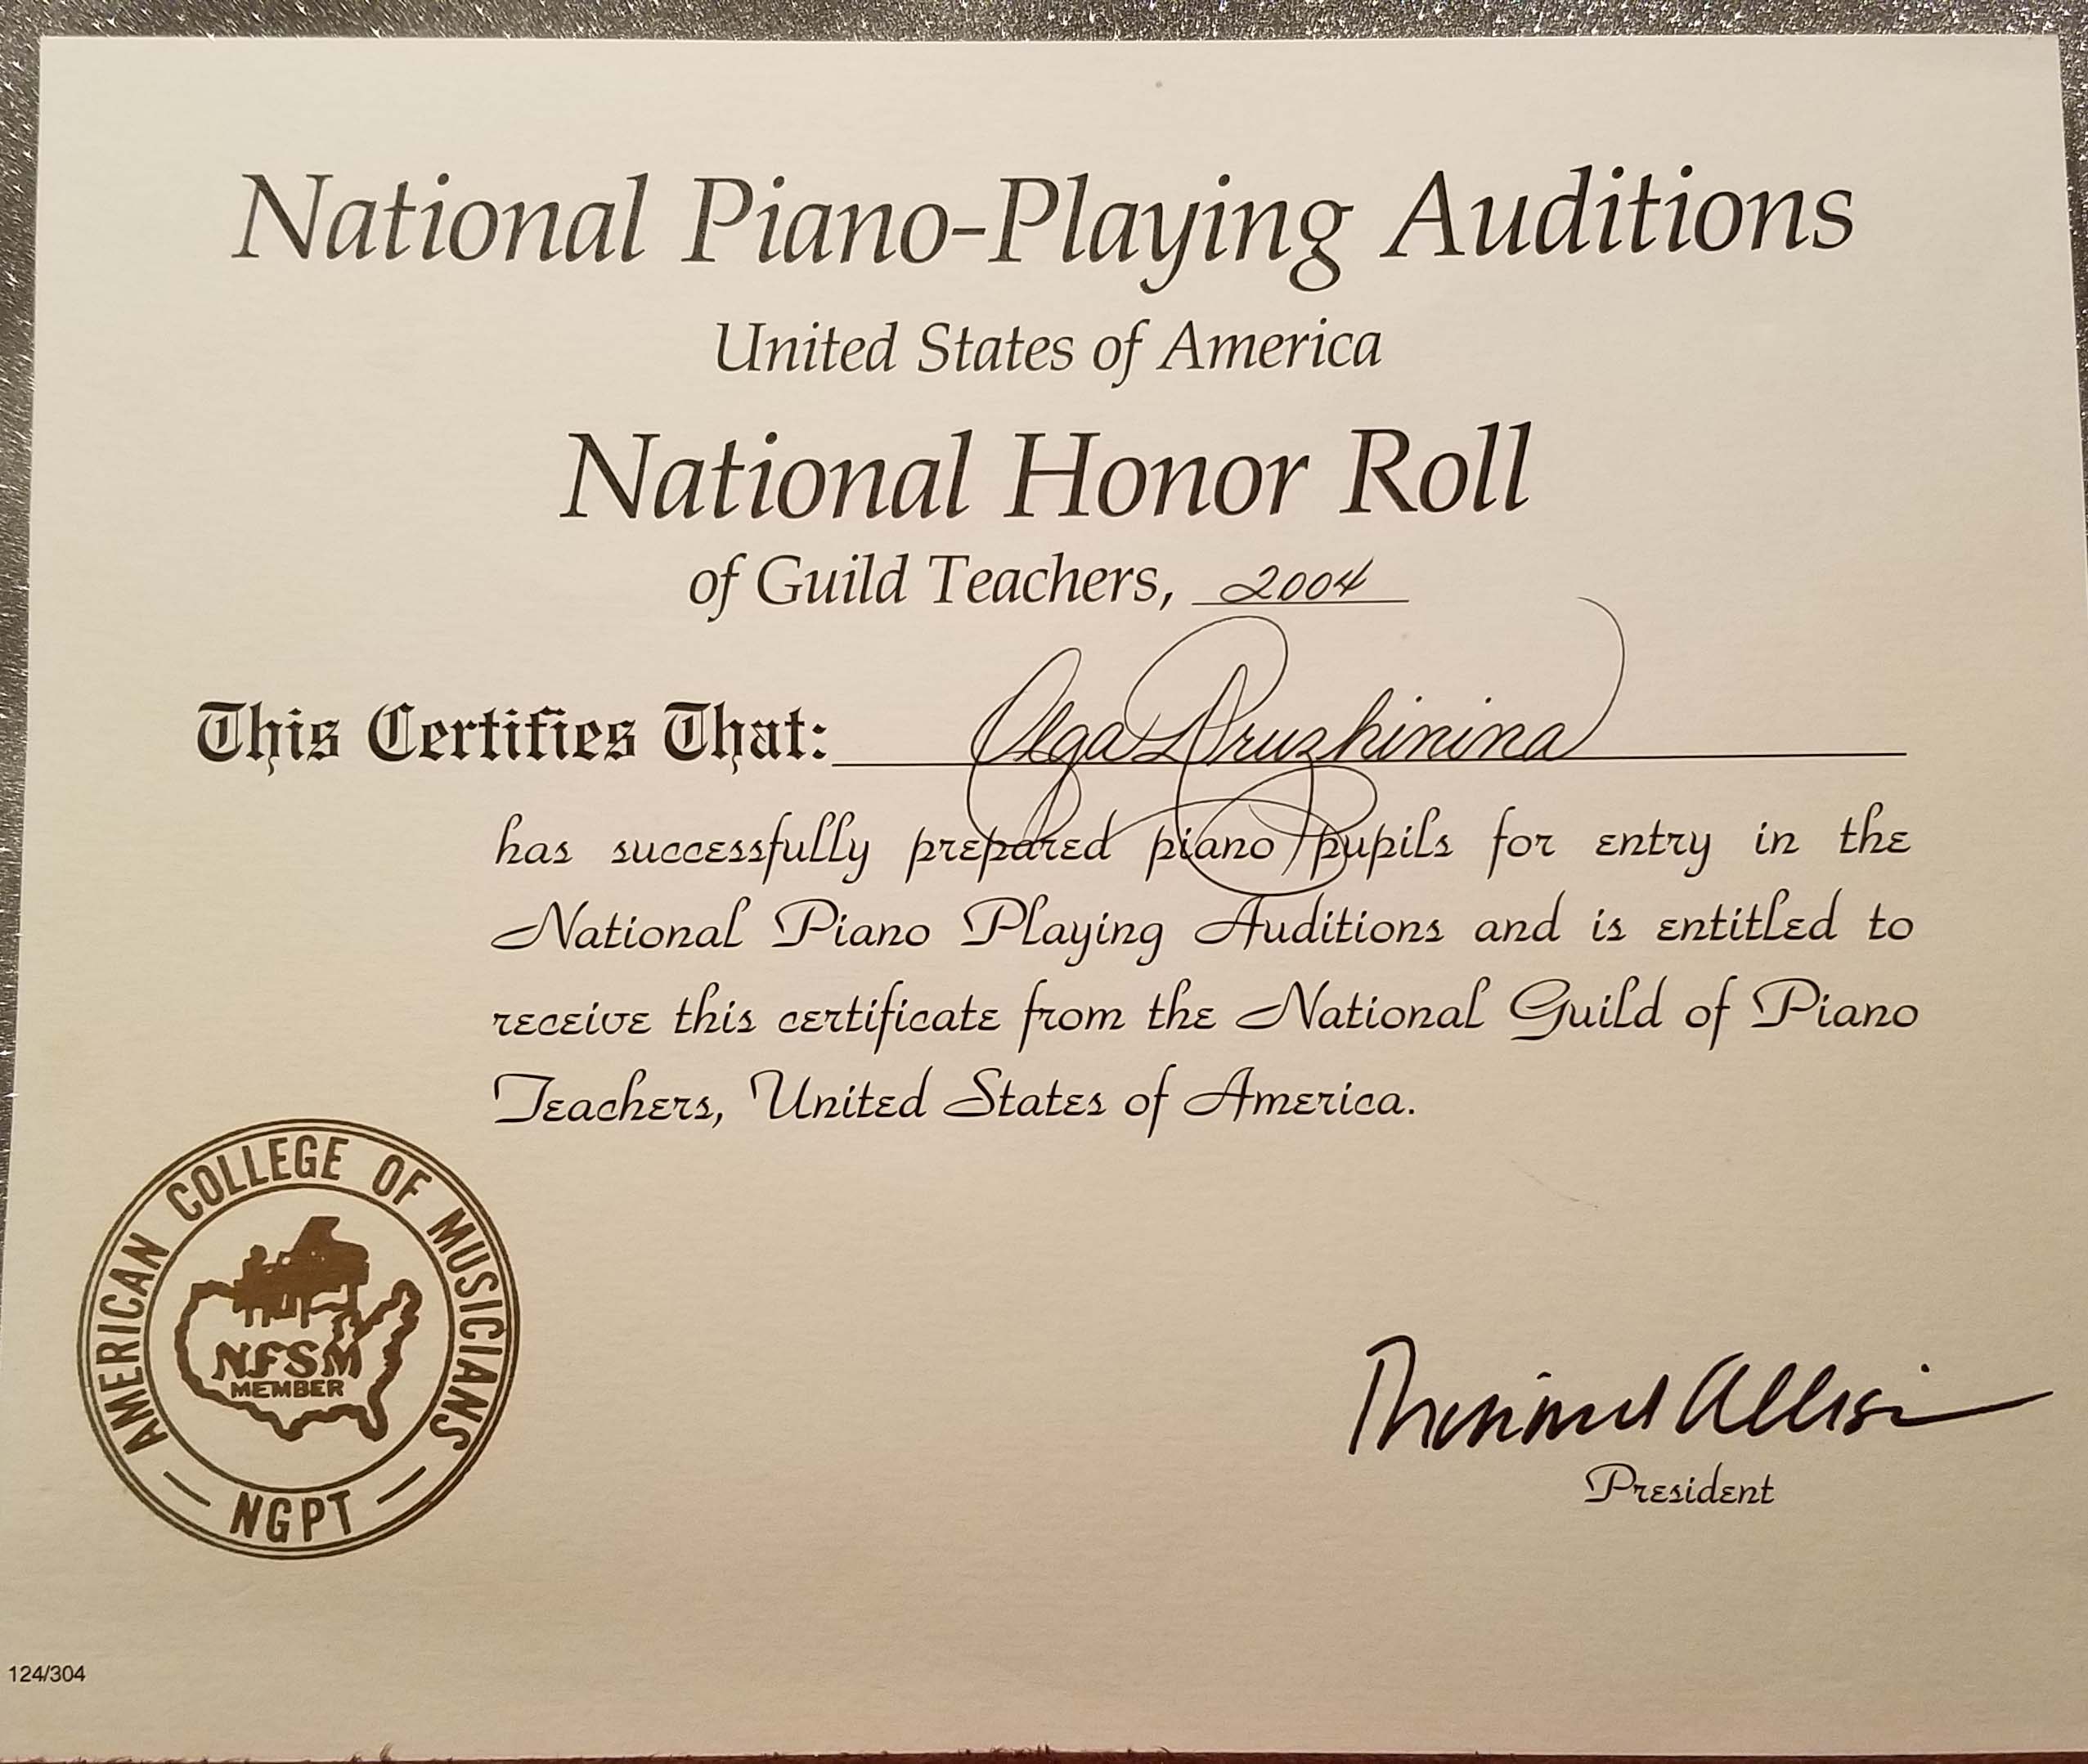 National Piano-Playing Auditions
United States of America
National Honor Roll
of Guild Teachers, 2004
This Certifies That: Olga Druzhinina
has successfully prepared piano pupils for entry in the
National Piano Playing Auditions and is entitled to
receive this certificate from the National Guild of Piano
Teachers, United States of America.
AMERICAN COLLEGE OF MUSICIANS
NFSM
MEMBER
NGPT
Allison
President
124/304